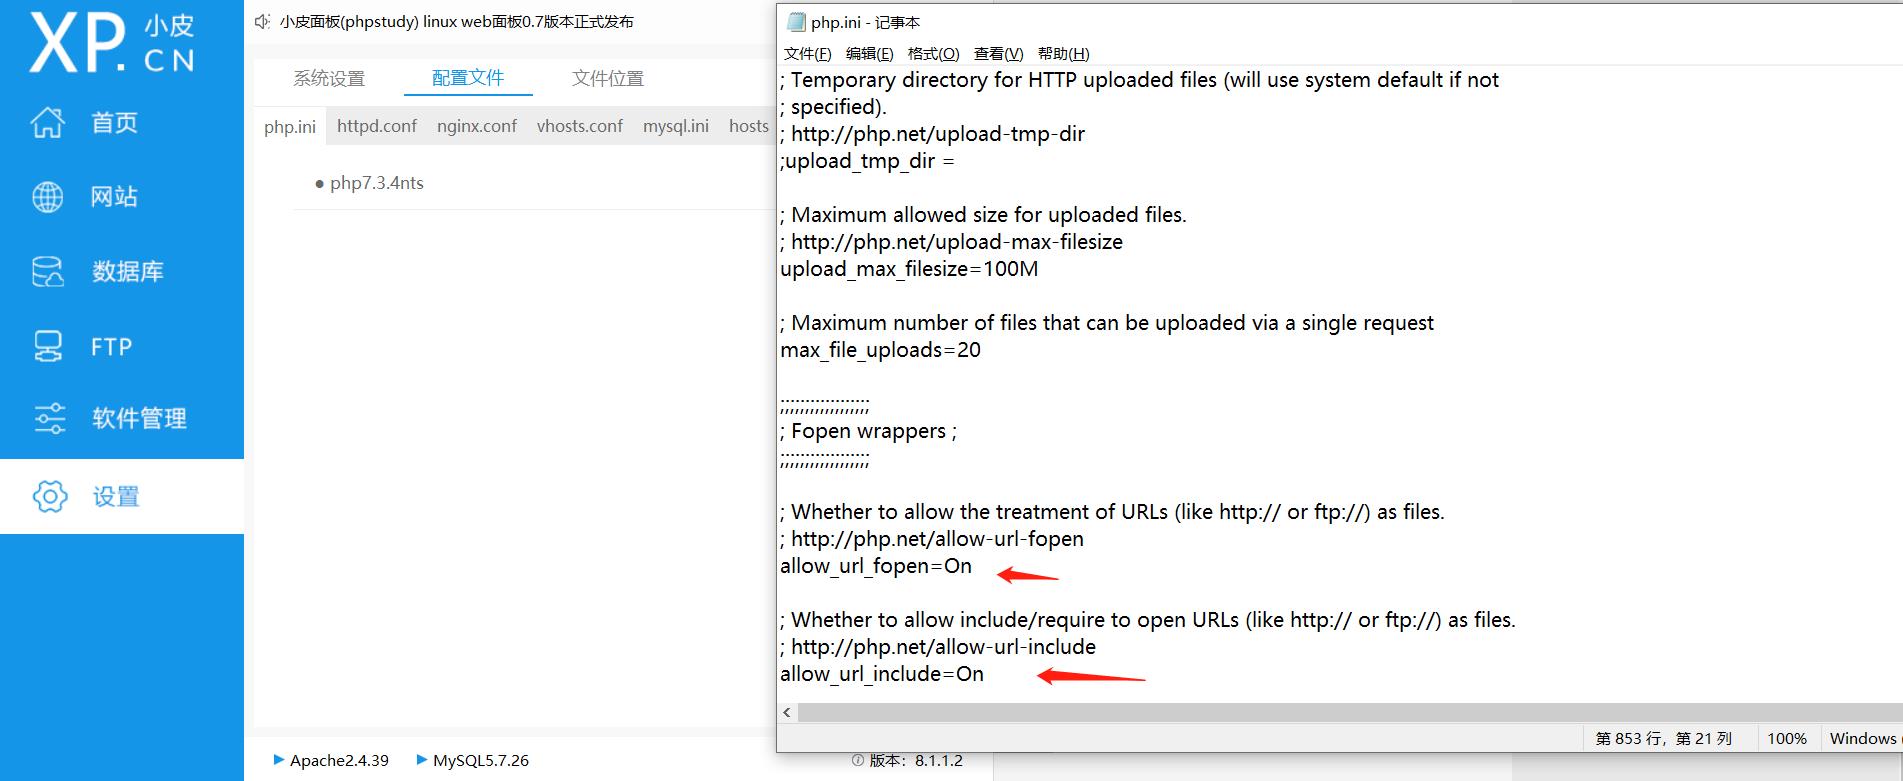 XP.小皮
CN
首页
网站
数据库
FTP
软件管理
设置
小皮面板(phpstudy) linux web面板0.7版本正式发布
系统设置 配置文件 文件位置
php.ini httpd.conf nginx.conf vhosts.conf mysql.ini hosts
● php7.3.4nts
▶ Apache2.4.39 ▶ MySQL5.7.26 版本：8.1.1.2
php.ini - 记事本
文件(F) 编辑(E) 格式(O) 查看(V) 帮助(H)
; Temporary directory for HTTP uploaded files (will use system default if not
; specified).
; http://php.net/upload-tmp-dir
;upload_tmp_dir =
; Maximum allowed size for uploaded files.
; http://php.net/upload-max-filesize
upload_max_filesize=100M
; Maximum number of files that can be uploaded via a single request
max_file_uploads=20
;;;;;;;;;;;;;;;;;;
; Fopen wrappers ;
;;;;;;;;;;;;;;;;;;
; Whether to allow the treatment of URLs (like http:// or ftp://) as files.
; http://php.net/allow-url-fopen
allow_url_fopen=On
; Whether to allow include/require to open URLs (like http:// or ftp://) as files.
; http://php.net/allow-url-include
allow_url_include=On
第 853 行，第 21 列 100% Windows (